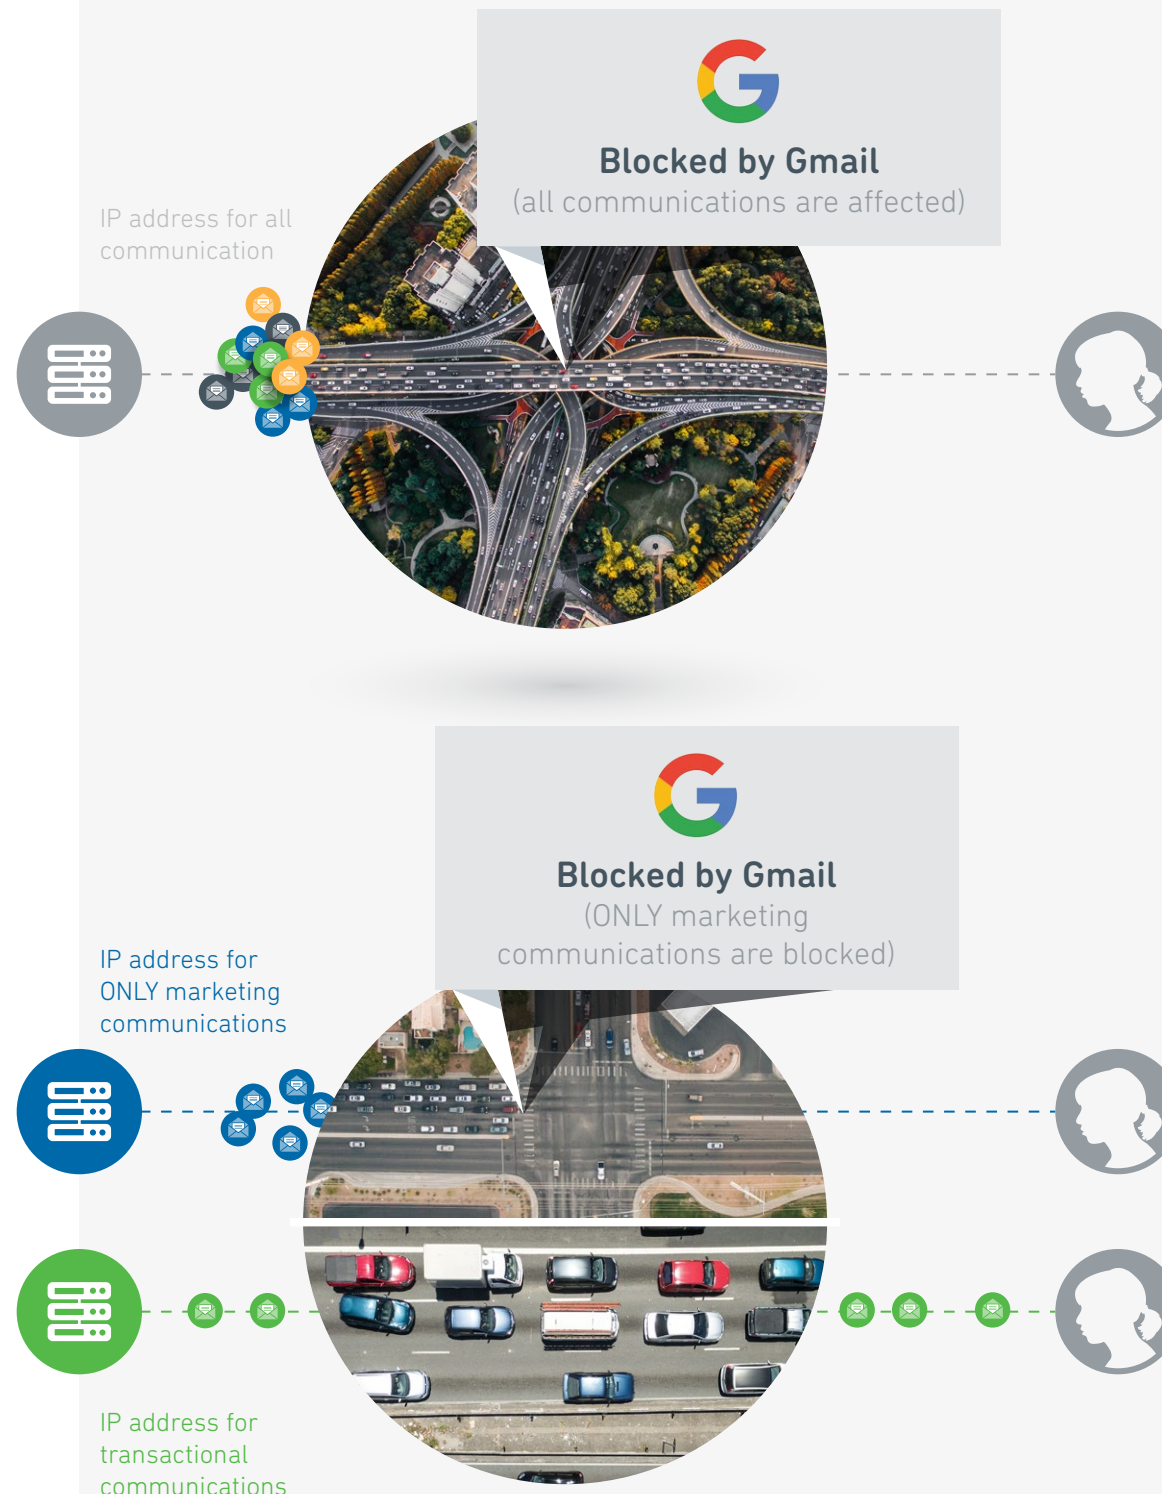 Blocked by Gmail
(all communications are affected)
IP address for all
communication
Blocked by Gmail
(ONLY marketing
communications are blocked)
IP address for
ONLY marketing
communications
IP address for
transactional
communications